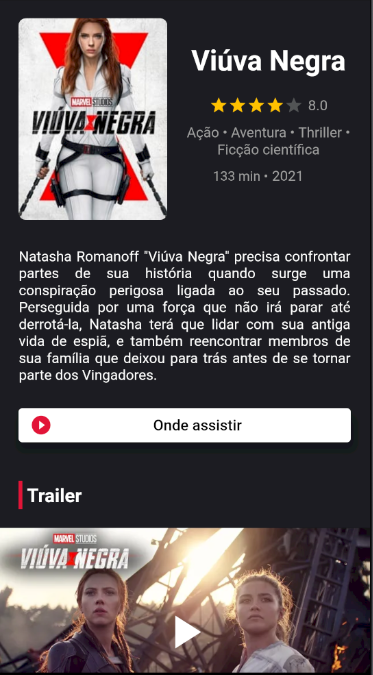 MARVEL STUDIOS
VIÚVA NEGRA
Viúva Negra
8.0
Ação • Aventura • Thriller •
Ficção científica
133 min • 2021
Natasha Romanoff "Viúva Negra" precisa confrontar
partes de sua história quando surge uma
conspiração perigosa ligada ao seu passado.
Perseguida por uma força que não irá parar até
derrotá-la, Natasha terá que lidar com sua antiga
vida de espiã, e também reencontrar membros de
sua família que deixou para trás antes de se tornar
parte dos Vingadores.
Onde assistir
Trailer
MARVEL STUDIOS
VIÚVA NEGRA